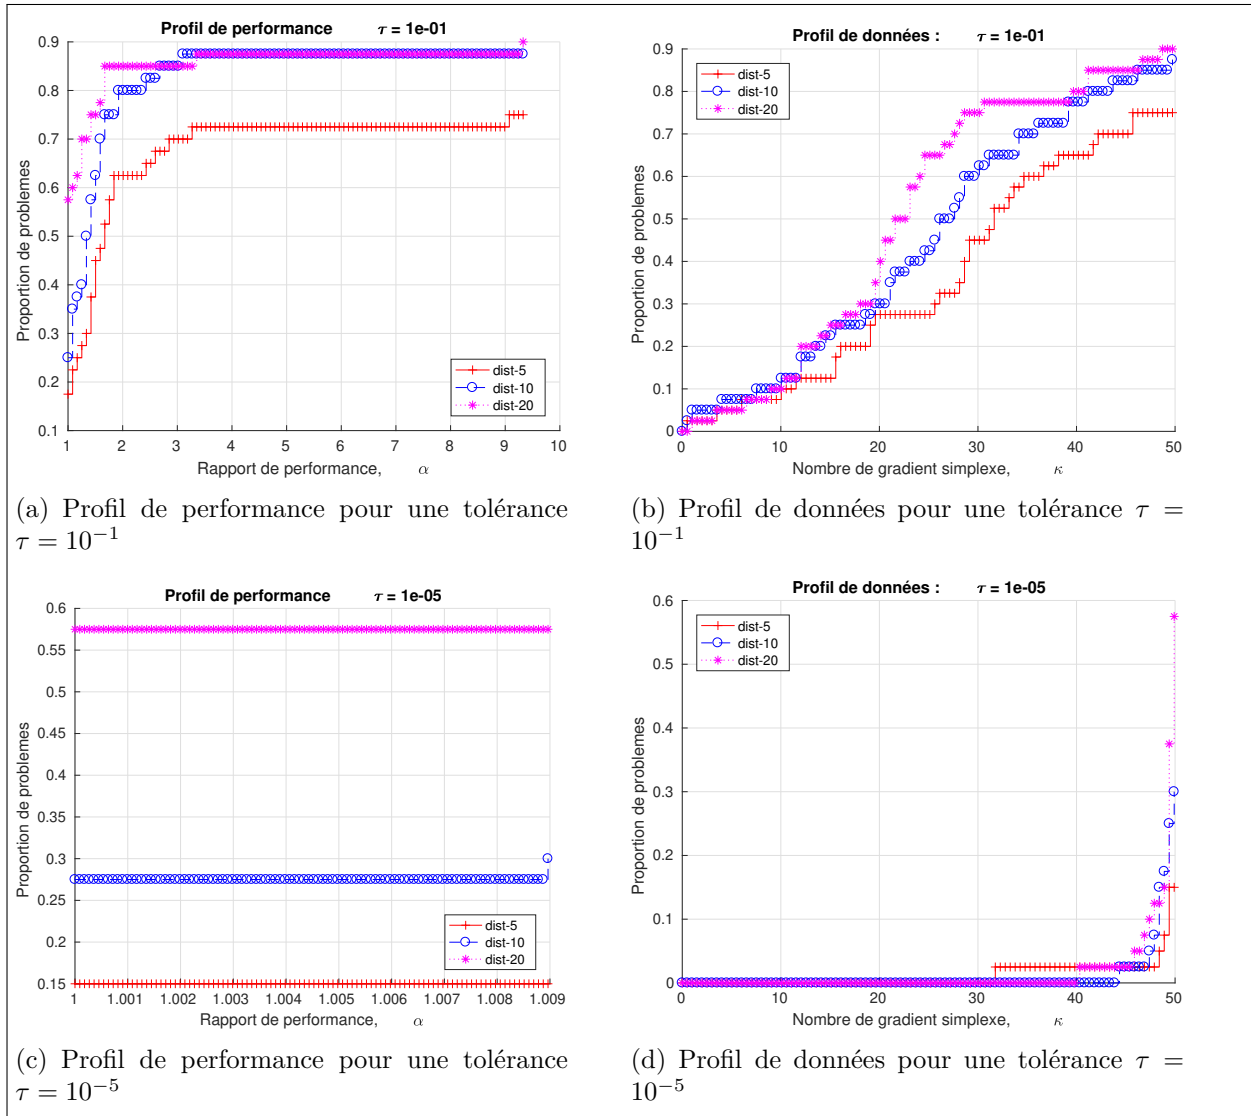 Profil de performance τ = 1e-01
0.9
0.8
0.7
0.6
0.5
0.4
0.3
0.2
0.1
Proportion de problemes
dist-5
dist-10
dist-20
1 2 3 4 5 6 7 8 9 10
Rapport de performance, α
(a) Profil de performance pour une tolérance
τ = 10⁻¹
Profil de données : τ = 1e-01
0.9
0.8
0.7
0.6
0.5
0.4
0.3
0.2
0.1
0
Proportion de problemes
dist-5
dist-10
dist-20
0 10 20 30 40 50
Nombre de gradient simplexe, κ
(b) Profil de données pour une tolérance τ =
10⁻¹
Profil de performance τ = 1e-05
0.6
0.55
0.5
0.45
0.4
0.35
0.3
0.25
0.2
0.15
Proportion de problemes
dist-5
dist-10
dist-20
1 1.001 1.002 1.003 1.004 1.005 1.006 1.007 1.008 1.009
Rapport de performance, α
(c) Profil de performance pour une tolérance
τ = 10⁻⁵
Profil de données : τ = 1e-05
0.6
0.5
0.4
0.3
0.2
0.1
0
Proportion de problemes
dist-5
dist-10
dist-20
0 10 20 30 40 50
Nombre de gradient simplexe, κ
(d) Profil de données pour une tolérance τ =
10⁻⁵